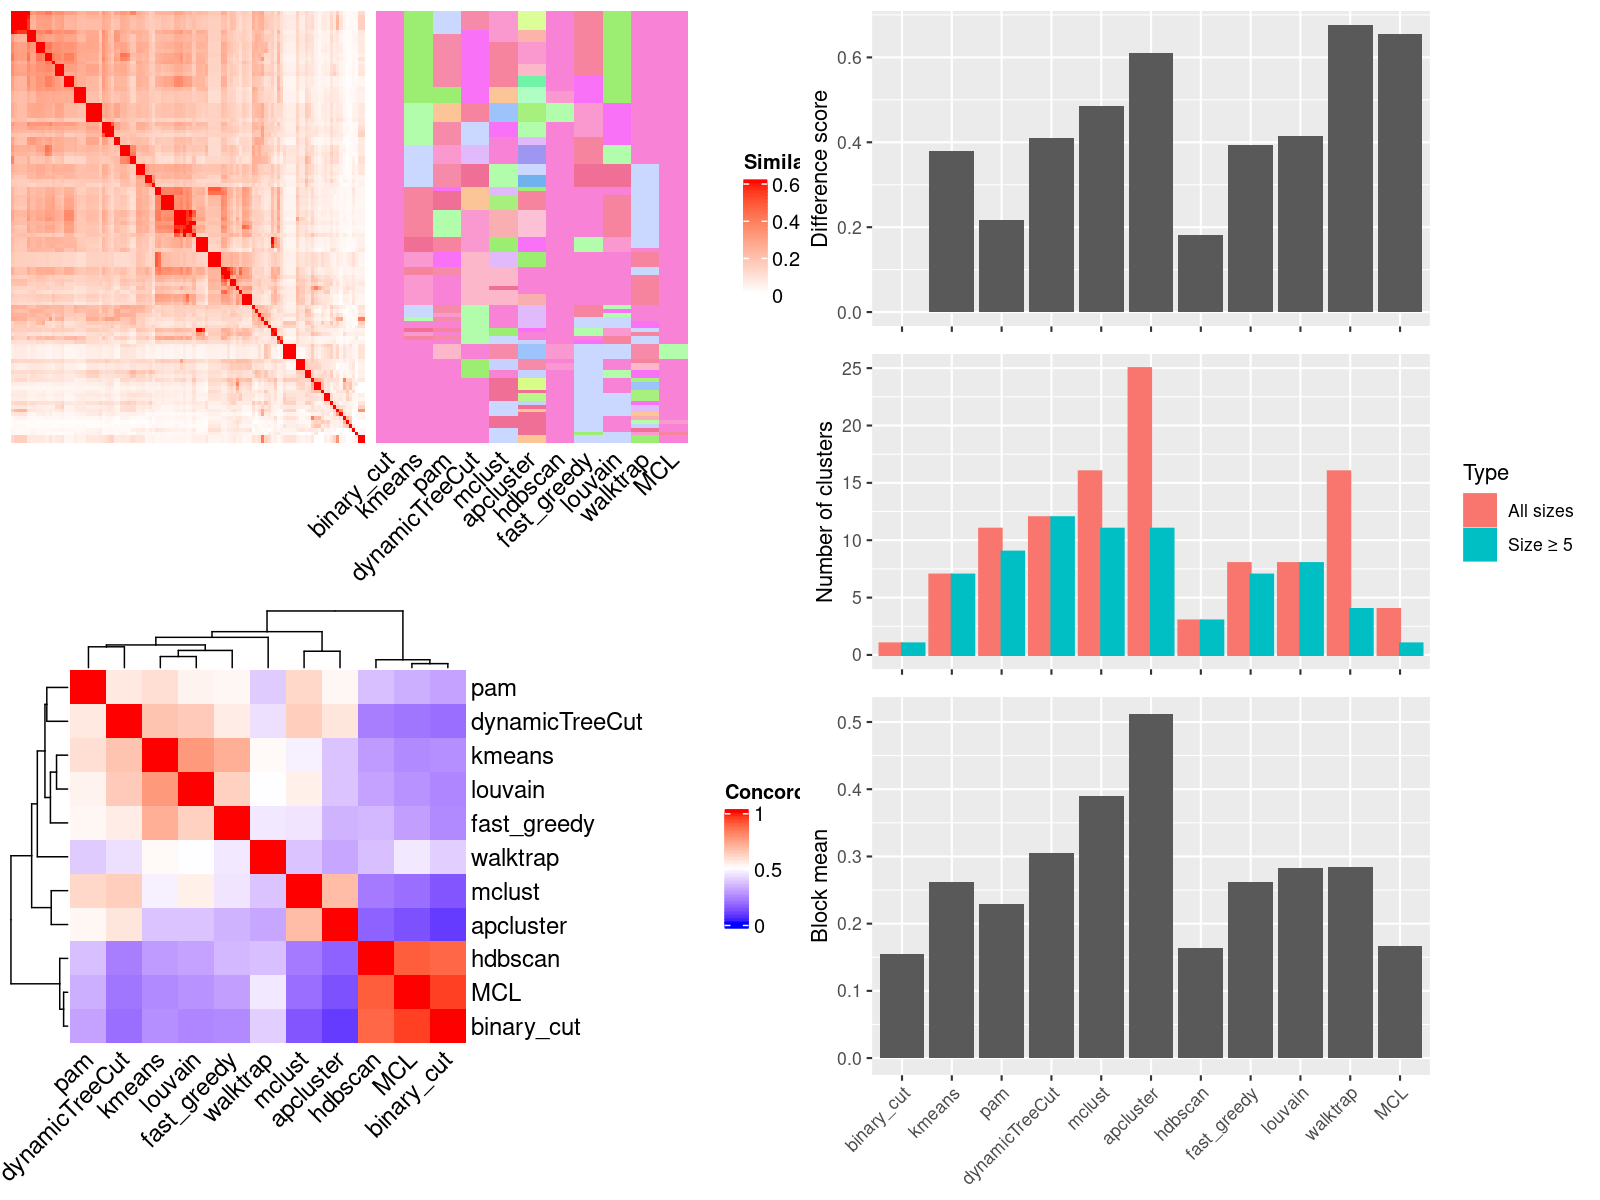 Simila
0.6
0.4
0.2
0
binary_cut
kmeans
pam
dynamicTreeCut
mclust
apcluster
hdbscan
fast_greedy
louvain
walktrap
MCL
pam
dynamicTreeCut
kmeans
louvain
fast_greedy
walktrap
mclust
apcluster
hdbscan
MCL
binary_cut
pam
dynamicTreeCut
kmeans
louvain
fast_greedy
walktrap
mclust
apcluster
hdbscan
MCL
binary_cut
Concord
1
0.5
0
Difference score
0.6
0.4
0.2
0.0
Number of clusters
25
20
15
10
5
0
Type
All sizes
Size ≥ 5
Block mean
0.5
0.4
0.3
0.2
0.1
0.0
binary_cut
kmeans
pam
dynamicTreeCut
mclust
apcluster
hdbscan
fast_greedy
louvain
walktrap
MCL